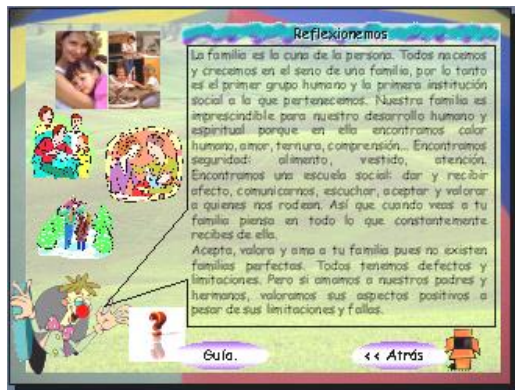 Reflexionemos
La familia es la cuna de la persona. Todos nacemos
y crecemos en el seno de una familia, por lo tanto
es el primer grupo humano y la primera institución
social a la que pertenecemos. Nuestra familia es
imprescindible para nuestro desarrollo humano y
espiritual porque en ella encontramos calor
humano, amor, ternura, comprensión... Encontramos
seguridad: alimento, vestido, atención.
Encontramos una escuela social: dar y recibir
afecto, comunicarnos, escuchar, aceptar y valorar
a quienes nos rodean. Así que cuando veas a tu
familia piensa en todo lo que constantemente
recibes de ella.
Acepta, valora y ama a tu familia pues no existen
familias perfectas. Todos tenemos defectos y
limitaciones. Pero si amamos a nuestros padres y
hermanos, valoramos sus aspectos positivos a
pesar de sus limitaciones y fallas.
?
Guía.
<< Atrás